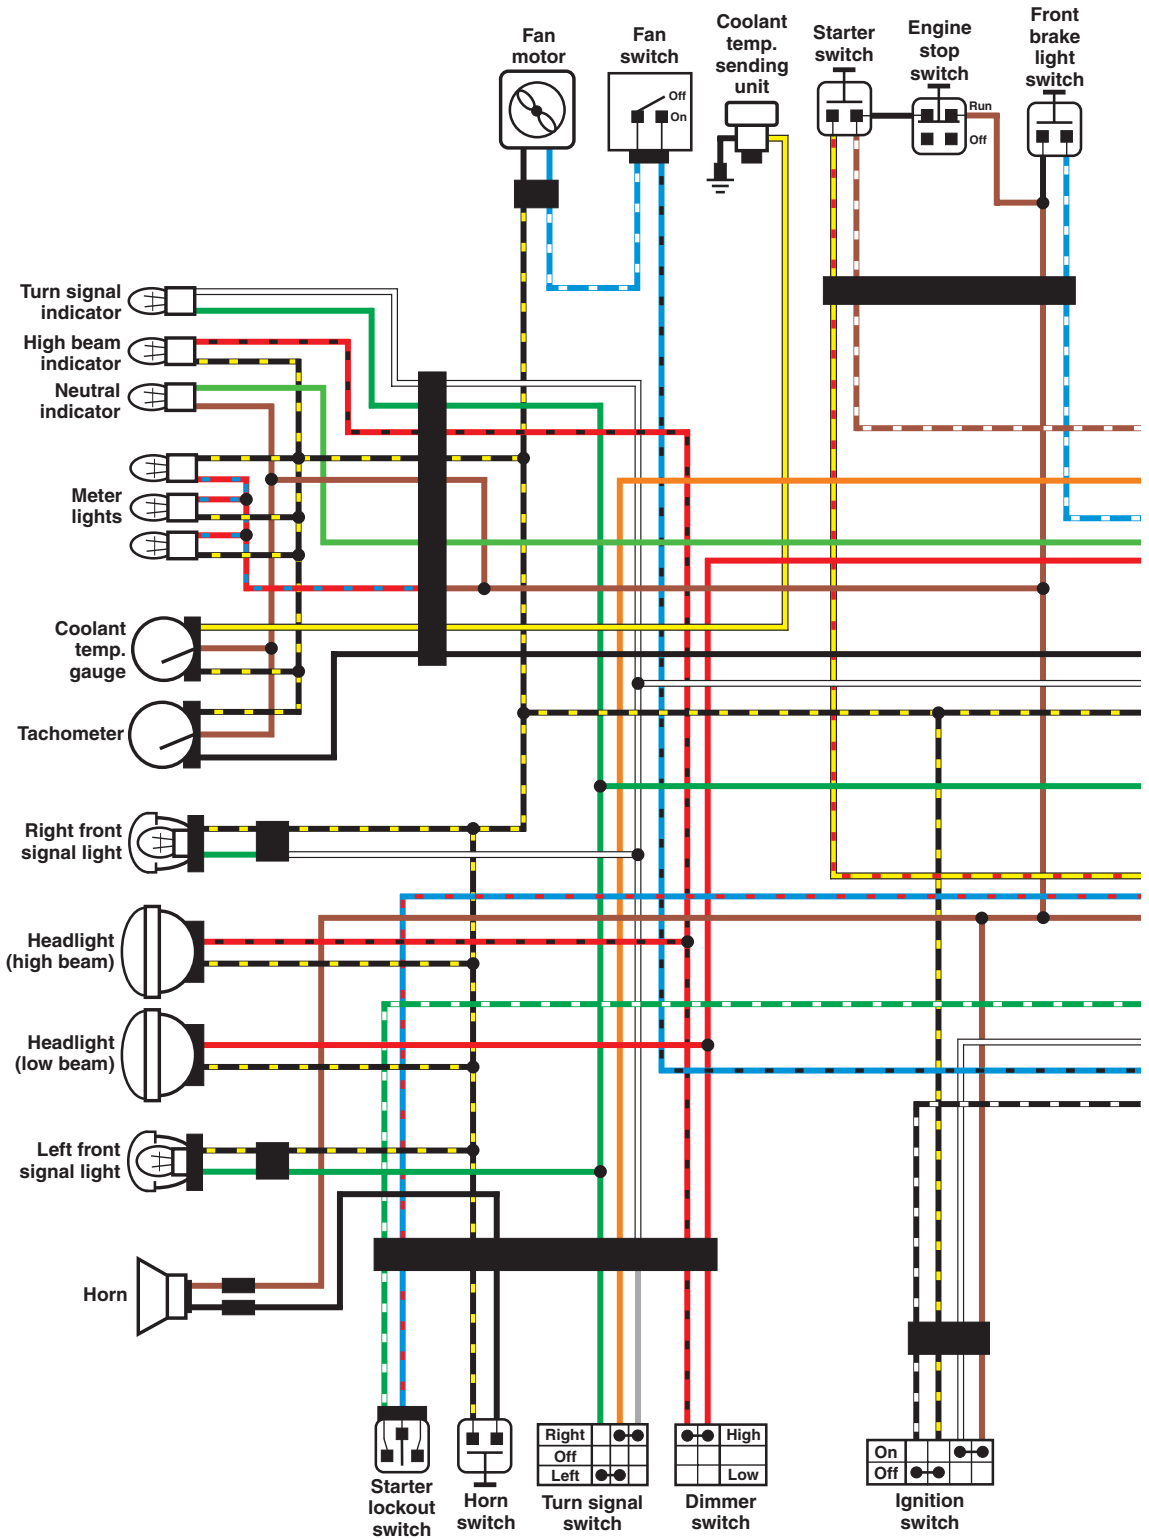 Fan
motor
Fan
switch
Coolant
temp.
sending
unit
Starter
switch
Engine
stop
switch
Front
brake
light
switch
Off
On
Run
Off
Turn signal
indicator
High beam
indicator
Neutral
indicator
Meter
lights
Coolant
temp.
gauge
Tachometer
Right front
signal light
Headlight
(high beam)
Headlight
(low beam)
Left front
signal light
Horn
Right
Off
Left
High
Low
On
Off
Starter
lockout
switch
Horn
switch
Turn signal
switch
Dimmer
switch
Ignition
switch